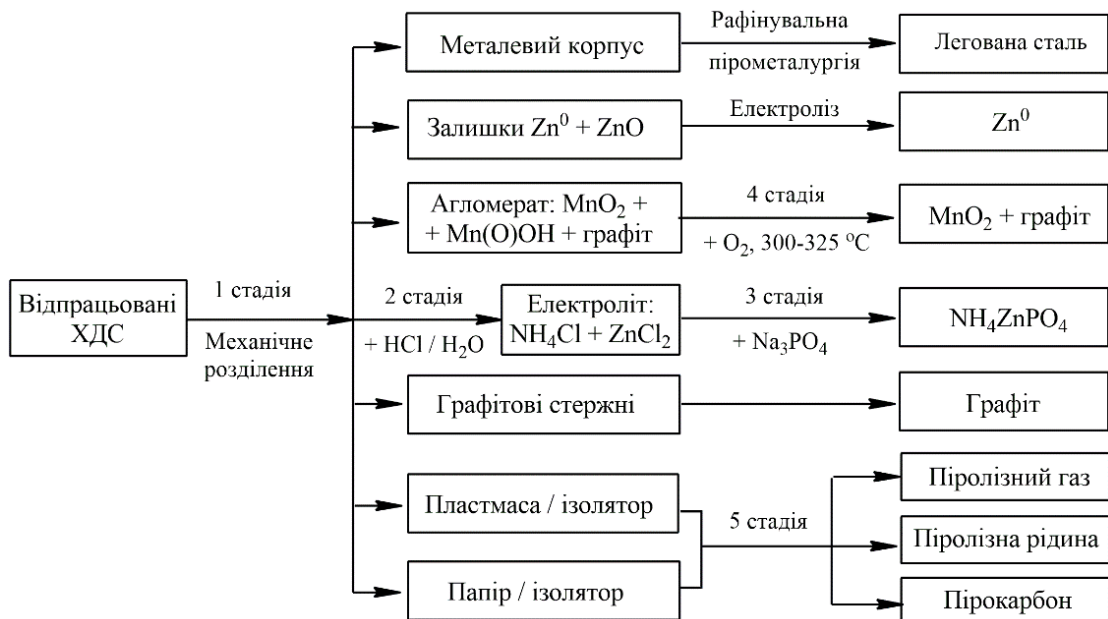 Металевий корпус
Рафінувальна
пірометалургія
Легована сталь
Залишки Zn⁰ + ZnO
Електроліз
Zn⁰
Агломерат: MnO₂ +
+ Mn(O)OH + графіт
4 стадія
+ O₂, 300-325 °C
MnO₂ + графіт
Відпрацьовані
ХДС
1 стадія
Механічне
розділення
2 стадія
+ HCl / H₂O
Електроліт:
NH₄Cl + ZnCl₂
3 стадія
+ Na₃PO₄
NH₄ZnPO₄
Графітові стержні
Графіт
Пластмаса / ізолятор
Папір / ізолятор
5 стадія
Піролізний газ
Піролізна рідина
Пірокарбон